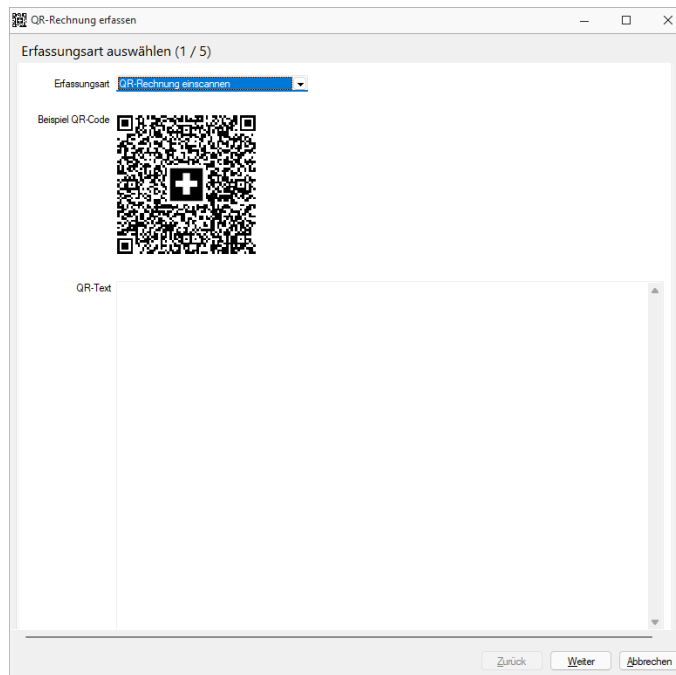 QR-Rechnung erfassen
Erfassungsart auswählen (1 / 5)
Erfassungsart QR-Rechnung einscannen
Beispiel QR-Code
QR-Text
Zurück Weiter Abbrechen